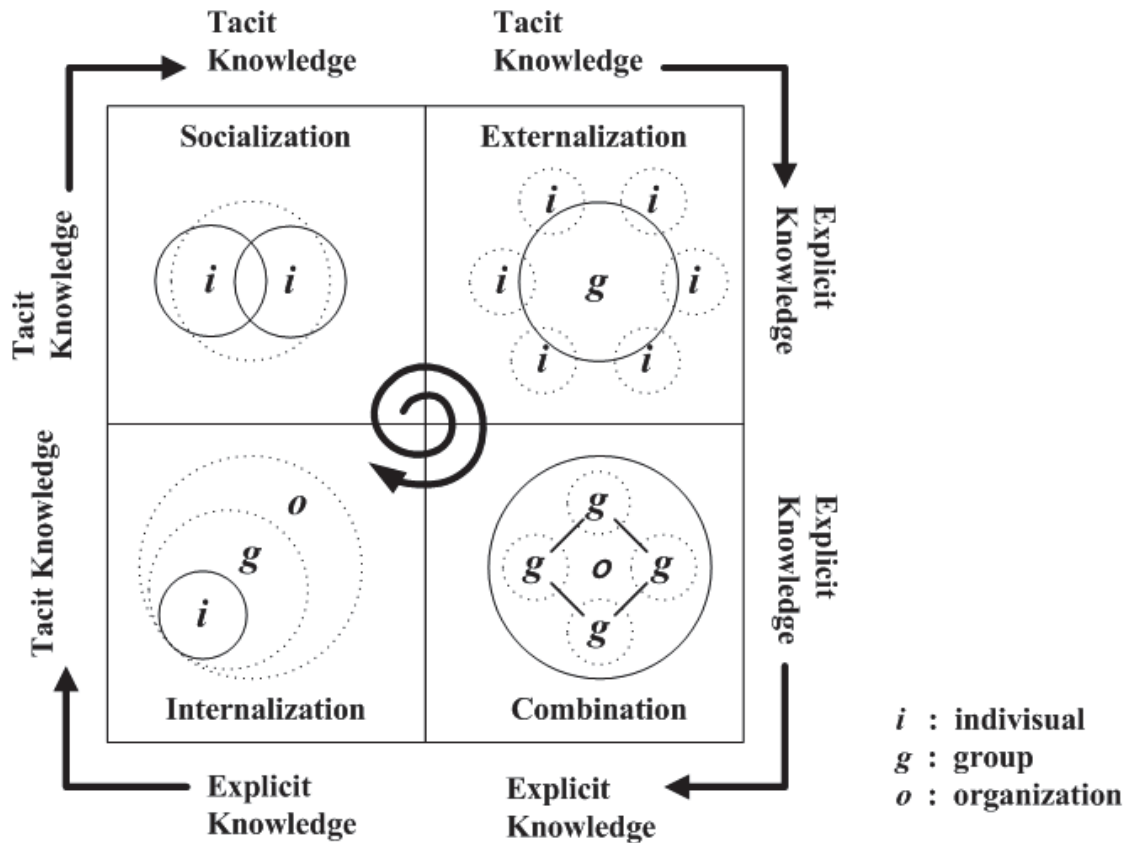 Tacit
Knowledge
Tacit
Knowledge
Socialization
Externalization
i
i
i
i
i
g
i
i
i
Tacit
Knowledge
Explicit
Knowledge
Tacit Knowledge
Explicit
Knowledge
o
g
i
g
g
o
g
g
Internalization
Combination
Explicit
Knowledge
Explicit
Knowledge
i : indivisual
g : group
o : organization